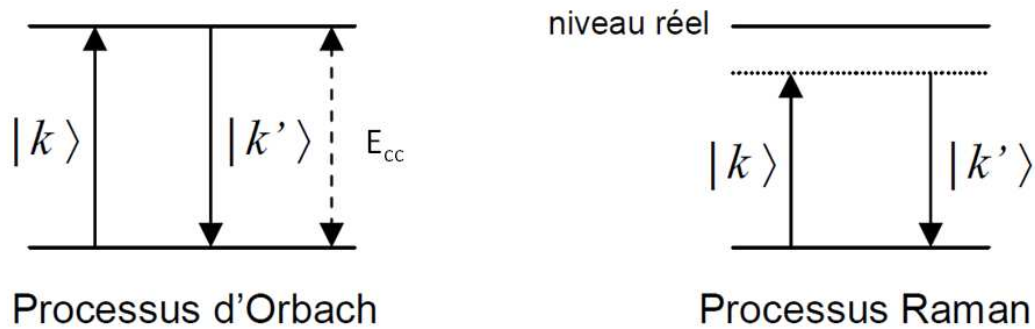 niveau réel
|k⟩
|k’⟩
E_cc
|k⟩
|k’⟩
Processus d’Orbach
Processus Raman